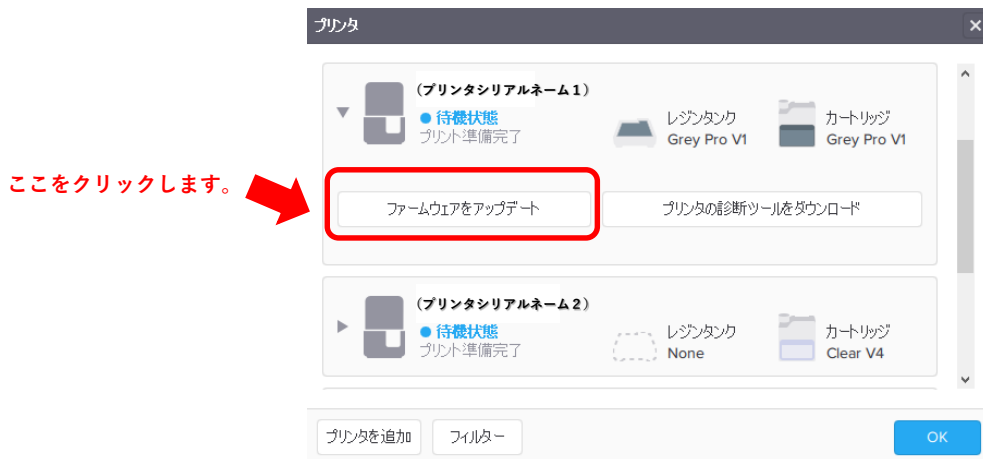 プリンタ
×
(プリンタシリアルネーム1)
待機状態
プリント準備完了
レジンタンク
Grey Pro V1
カートリッジ
Grey Pro V1
ここをクリックします。
ファームウェアをアップデート
プリンタの診断ツールをダウンロード
(プリンタシリアルネーム2)
待機状態
プリント準備完了
レジンタンク
None
カートリッジ
Clear V4
プリンタを追加
フィルター
OK